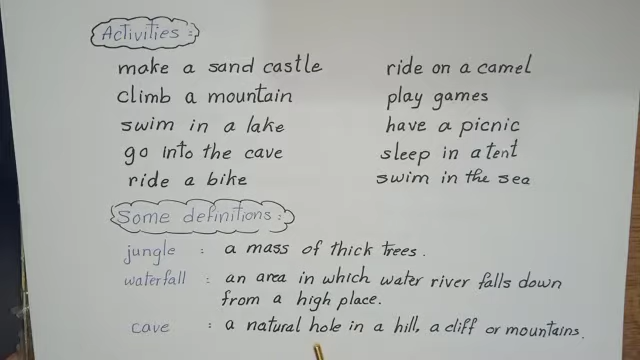 Activities:
make a sand castle
climb a mountain
swim in a lake
go into the cave
ride a bike
ride on a camel
play games
have a picnic
sleep in a tent
swim in the sea
Some definitions:
jungle : a mass of thick trees.
waterfall : an area in which water river falls down
from a high place.
cave : a natural hole in a hill, a cliff or mountains.